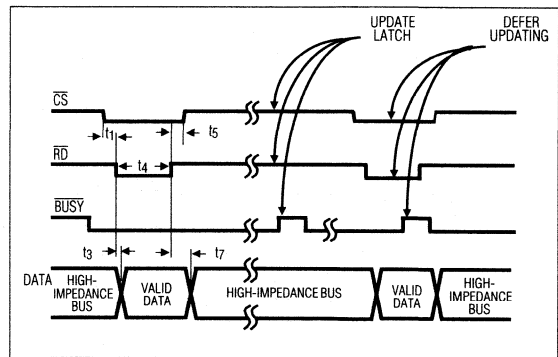 UPDATE DEFER
LATCH UPDATING
CS
t1 t5
RD t4
BUSY
t3 t7
DATA HIGH-
IMPEDANCE
BUS
VALID
DATA
HIGH-IMPEDANCE BUS
VALID
DATA
HIGH-
IMPEDANCE
BUS